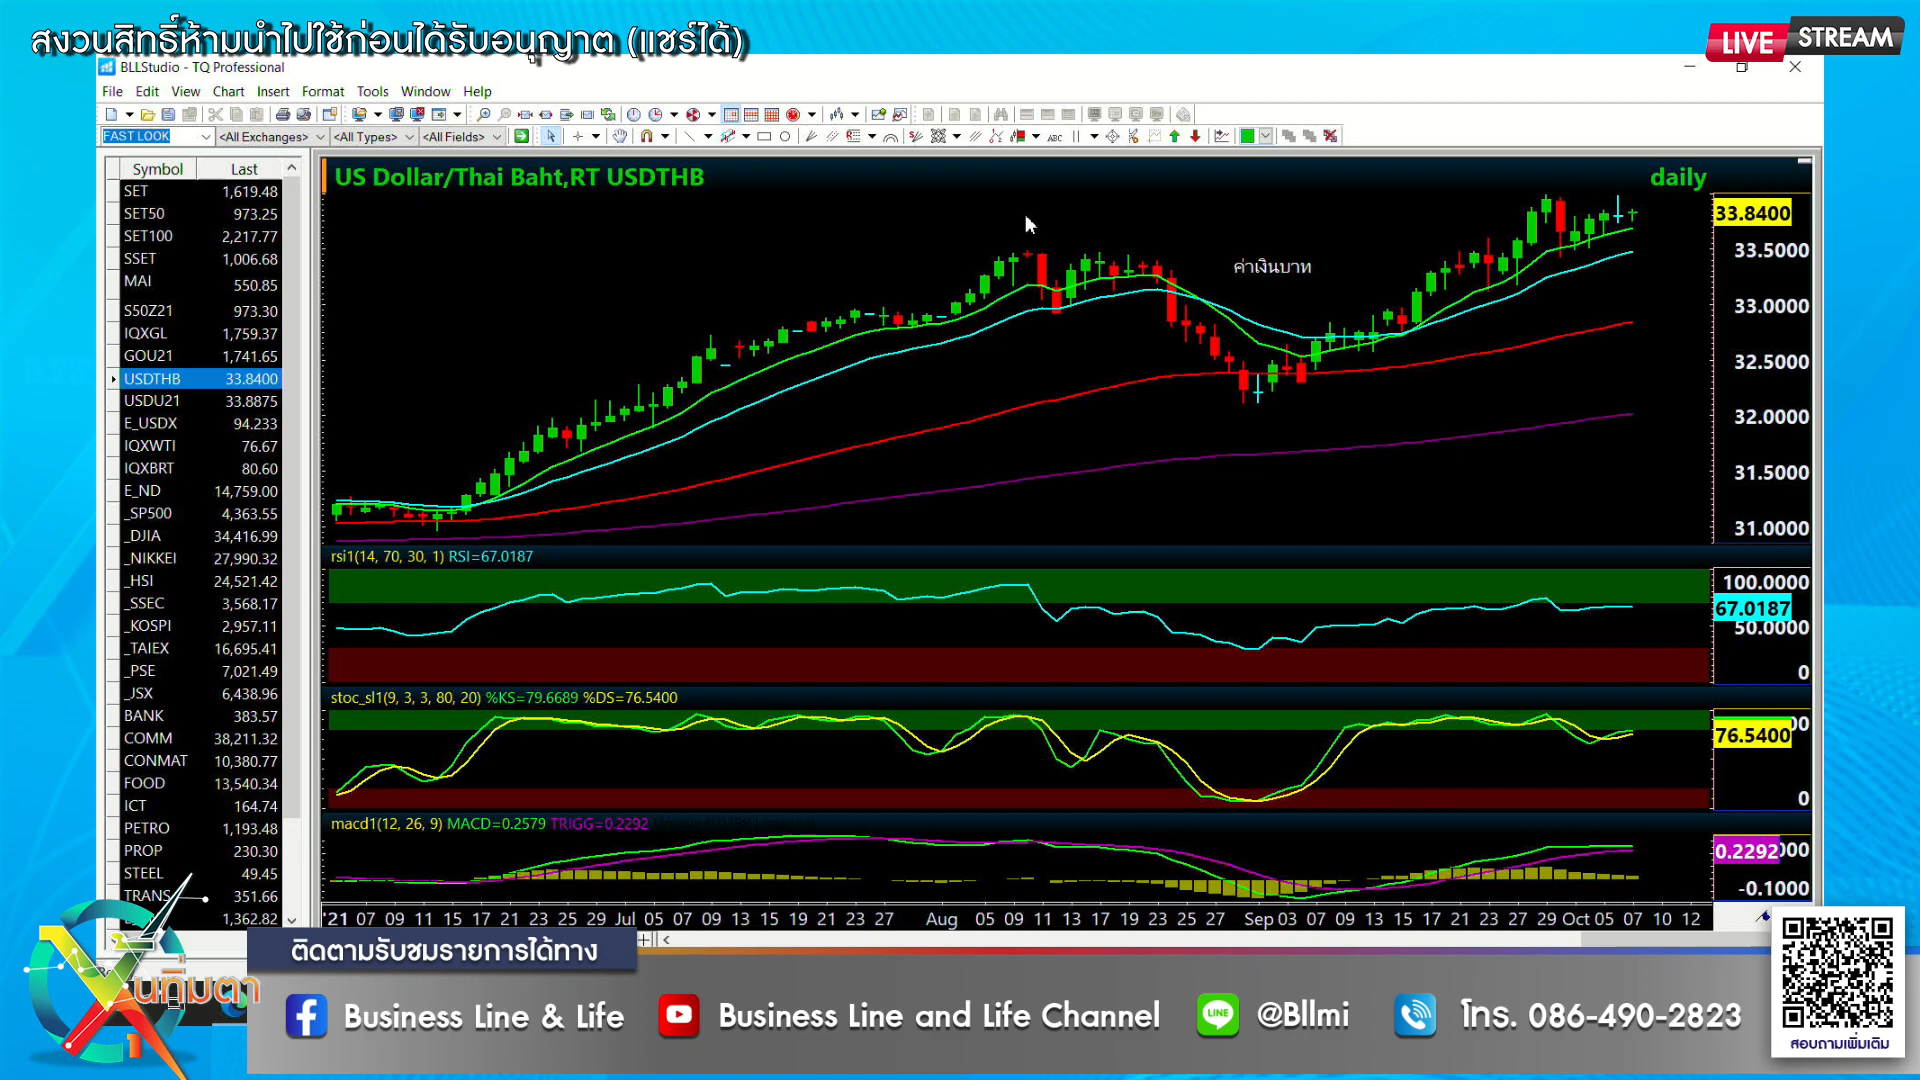 สงวนสิทธิ์ห้ามนำไปใช้ก่อนได้รับอนุญาต (แชร์ได้)
LIVE STREAM
BLLStudio - TQ Professional
File Edit View Chart Insert Format Tools Window Help
FAST LOOK <All Exchanges> <All Types> <All Fields>
ABC
Symbol Last
SET 1,619.48
SET50 973.25
SET100 2,217.77
SSET 1,006.68
MAI 550.85
S50Z21 973.30
IQXGL 1,759.37
GOU21 1,741.65
USDTHB 33.8400
USDU21 33.8875
E_USDX 94.233
IQXWTI 76.67
IQXBRT 80.60
E_ND 14,759.00
_SP500 4,363.55
_DJIA 34,416.99
_NIKKEI 27,990.32
_HSI 24,521.42
_SSEC 3,568.17
_KOSPI 2,957.11
_TAIEX 16,695.41
_PSE 7,021.49
_JSX 6,438.96
BANK 383.57
COMM 38,211.32
CONMAT 10,380.77
FOOD 13,540.34
ICT 164.74
PETRO 1,193.48
PROP 230.30
STEEL 49.45
TRANS 351.66
1,362.82
US Dollar/Thai Baht,RT USDTHB daily
ค่าเงินบาท
33.8400
33.5000
33.0000
32.5000
32.0000
31.5000
31.0000
rsi1(14, 70, 30, 1) RSI=67.0187
100.0000
67.0187
50.0000
0
stoc_sl1(9, 3, 3, 80, 20) %KS=79.6689 %DS=76.5400
76.5400
0
macd1(12, 26, 9) MACD=0.2579 TRIGG=0.2292
0.2292
-0.1000
'21 07 09 11 15 17 21 23 25 29 Jul 05 07 09 13 15 19 21 23 27 Aug 05 09 11 13 17 19 23 25 27 Sep 03 07 09 13 15 17 21 23 27 29 Oct 05 07 10 12
ติดตามรับชมรายการได้ทาง
Business Line & Life
Business Line and Life Channel
LINE @Bllmi
โทร. 086-490-2823
สอบถามเพิ่มเติม